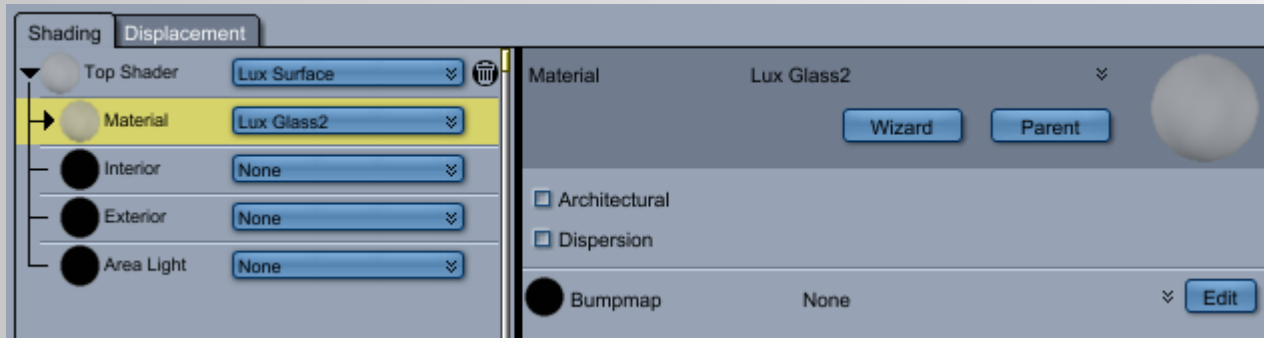 Shading Displacement
Top Shader Lux Surface
Material Lux Glass2
Interior None
Exterior None
Area Light None
Material Lux Glass2
Wizard Parent
Architectural
Dispersion
Bumpmap None Edit